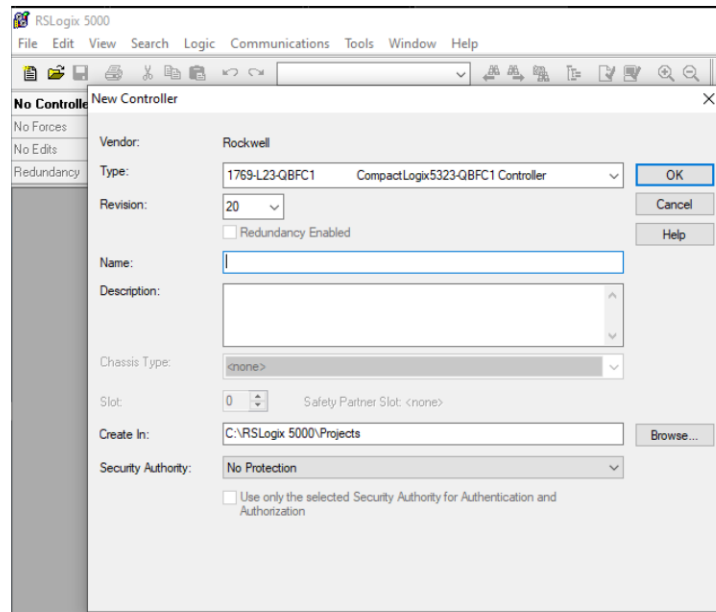 RSLogix 5000
File Edit View Search Logic Communications Tools Window Help
No Controlle
New Controller
No Forces
No Edits
Redundancy
Vendor: Rockwell
Type: 1769-L23-QBFC1 CompactLogix5323-QBFC1 Controller OK
Revision: 20 Cancel
Redundancy Enabled Help
Name:
Description:
Chassis Type: <none>
Slot: 0 Safety Partner Slot: <none>
Create In: C:\RSLogix 5000\Projects Browse...
Security Authority: No Protection
Use only the selected Security Authority for Authentication and
Authorization